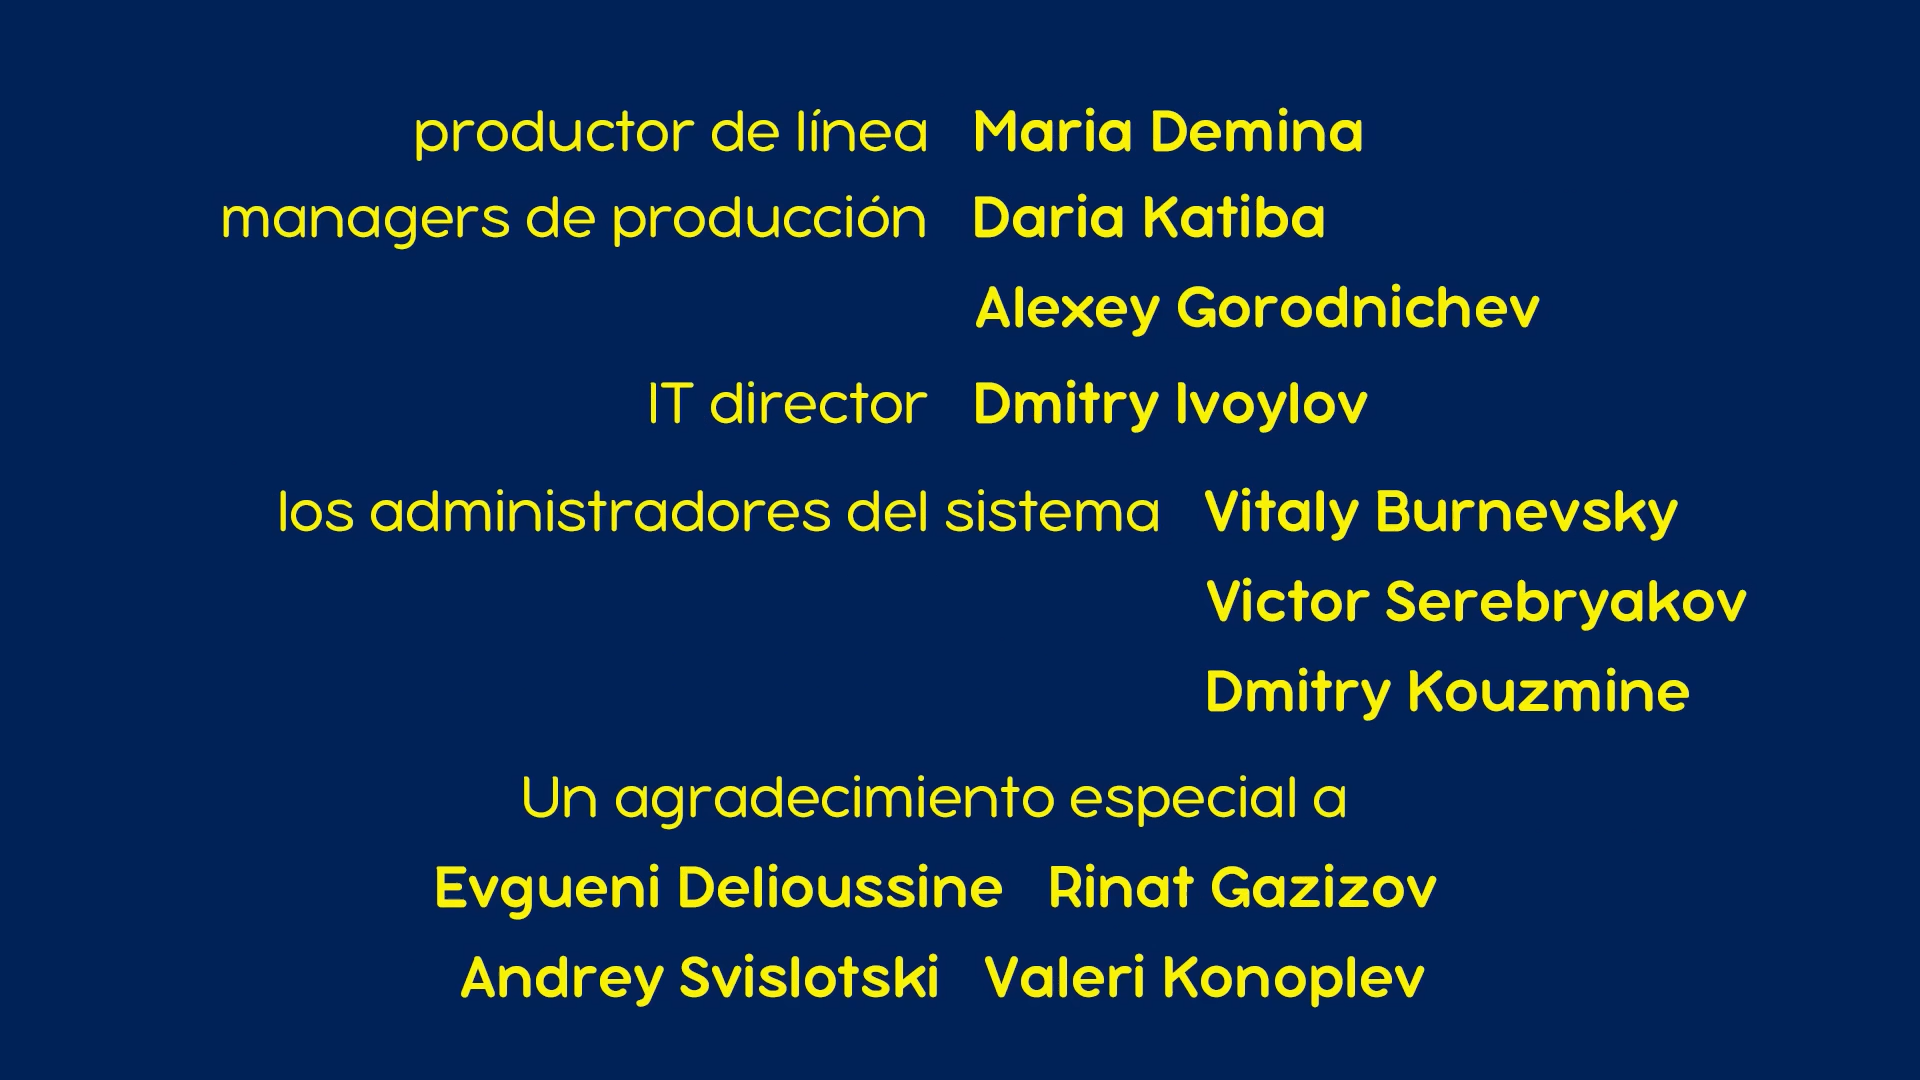 productor de línea Maria Demina
managers de producción Daria Katiba
Alexey Gorodnichev
IT director Dmitry Ivoylov
los administradores del sistema Vitaly Burnevsky
Victor Serebryakov
Dmitry Kouzmine
Un agradecimiento especial a
Evgueni Delioussine Rinat Gazizov
Andrey Svislotski Valeri Konoplev